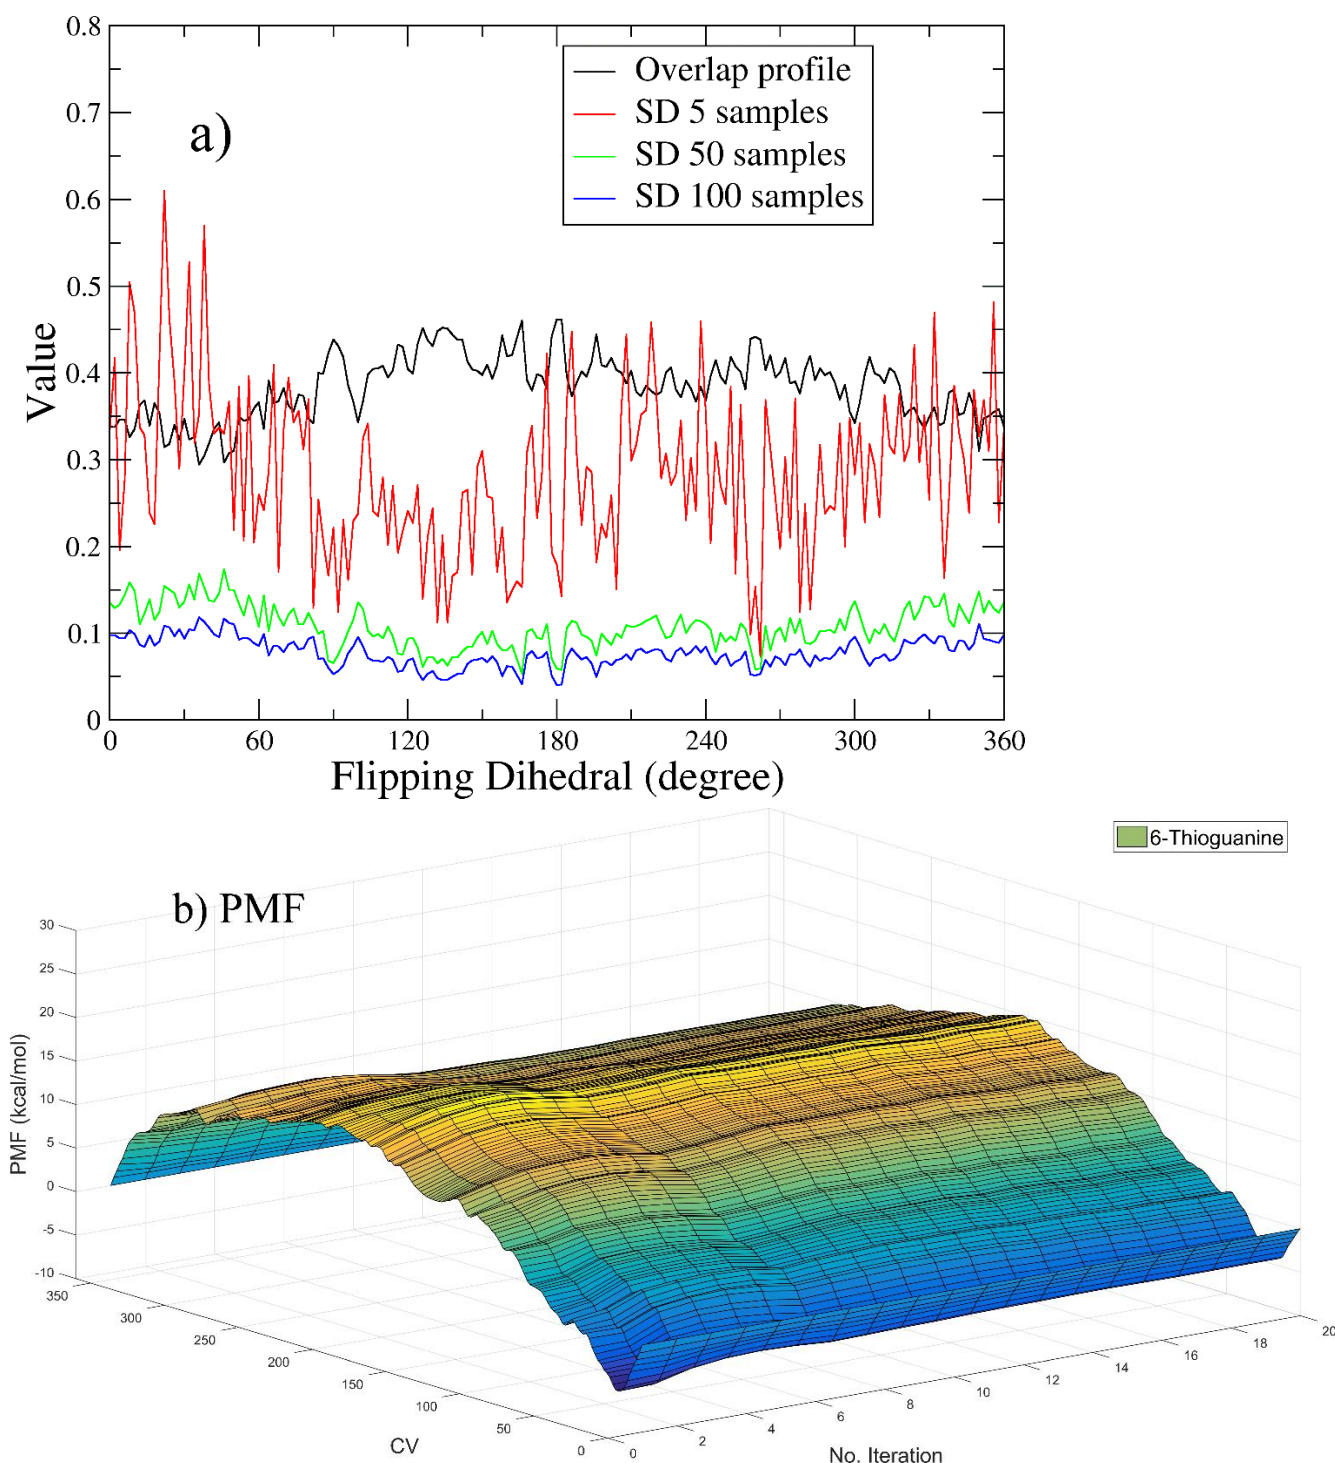 0.8
0.7
0.6
0.5
0.4
0.3
0.2
0.1
0
Value
a)
Overlap profile
SD 5 samples
SD 50 samples
SD 100 samples
0 60 120 180 240 300 360
Flipping Dihedral (degree)
b) PMF
6-Thioguanine
30
25
20
15
10
5
0
-5
-10
PMF (kcal/mol)
350 300 250 200 150 100 50 0
CV
0 2 4 6 8 10 12 14 16 18 20
No. Iteration